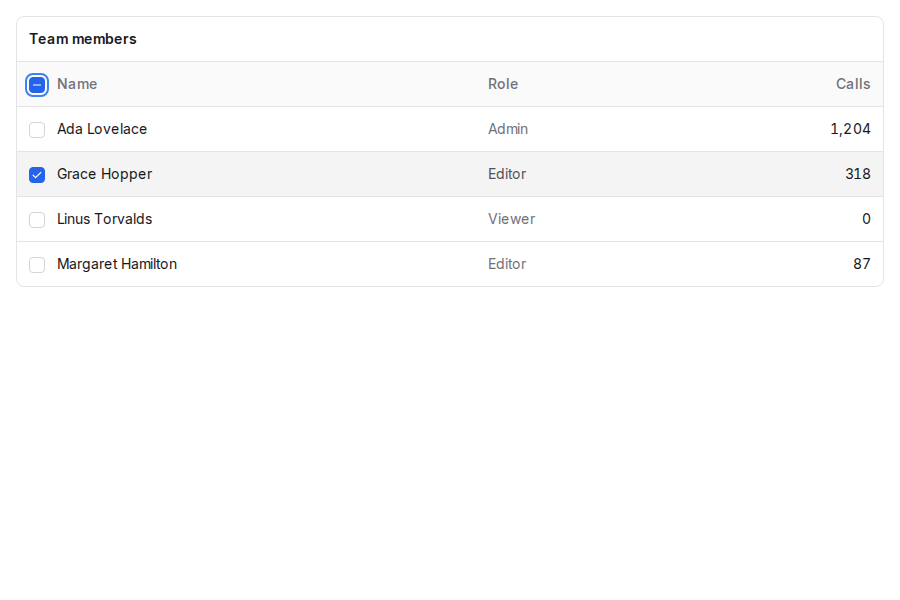 Team members
Name Role Calls
Ada Lovelace Admin 1,204
Grace Hopper Editor 318
Linus Torvalds Viewer 0
Margaret Hamilton Editor 87